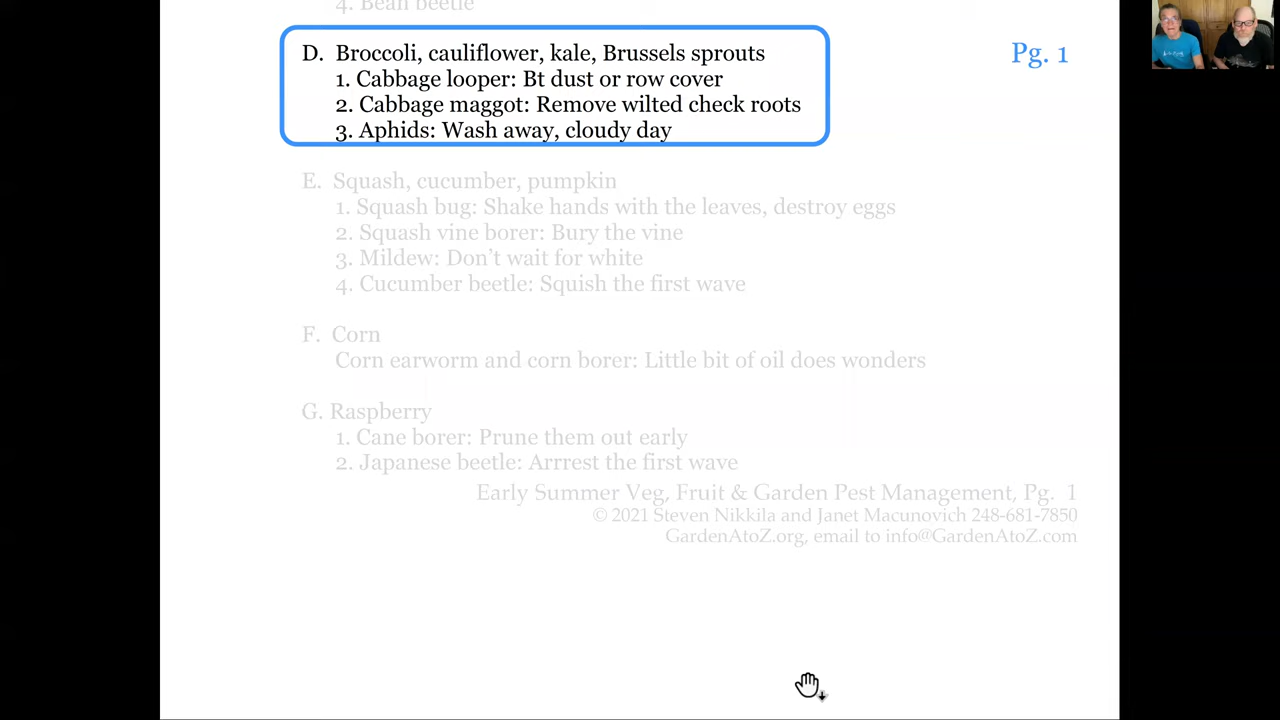 4. Bean beetle
D. Broccoli, cauliflower, kale, Brussels sprouts
Pg. 1
1. Cabbage looper: Bt dust or row cover
2. Cabbage maggot: Remove wilted check roots
3. Aphids: Wash away, cloudy day
E. Squash, cucumber, pumpkin
1. Squash bug: Shake hands with the leaves, destroy eggs
2. Squash vine borer: Bury the vine
3. Mildew: Don’t wait for white
4. Cucumber beetle: Squish the first wave
F. Corn
Corn earworm and corn borer: Little bit of oil does wonders
G. Raspberry
1. Cane borer: Prune them out early
2. Japanese beetle: Arrrest the first wave
Early Summer Veg, Fruit & Garden Pest Management, Pg. 1
© 2021 Steven Nikkila and Janet Macunovich 248-681-7850
GardenAtoZ.org, email to info@GardenAtoZ.com